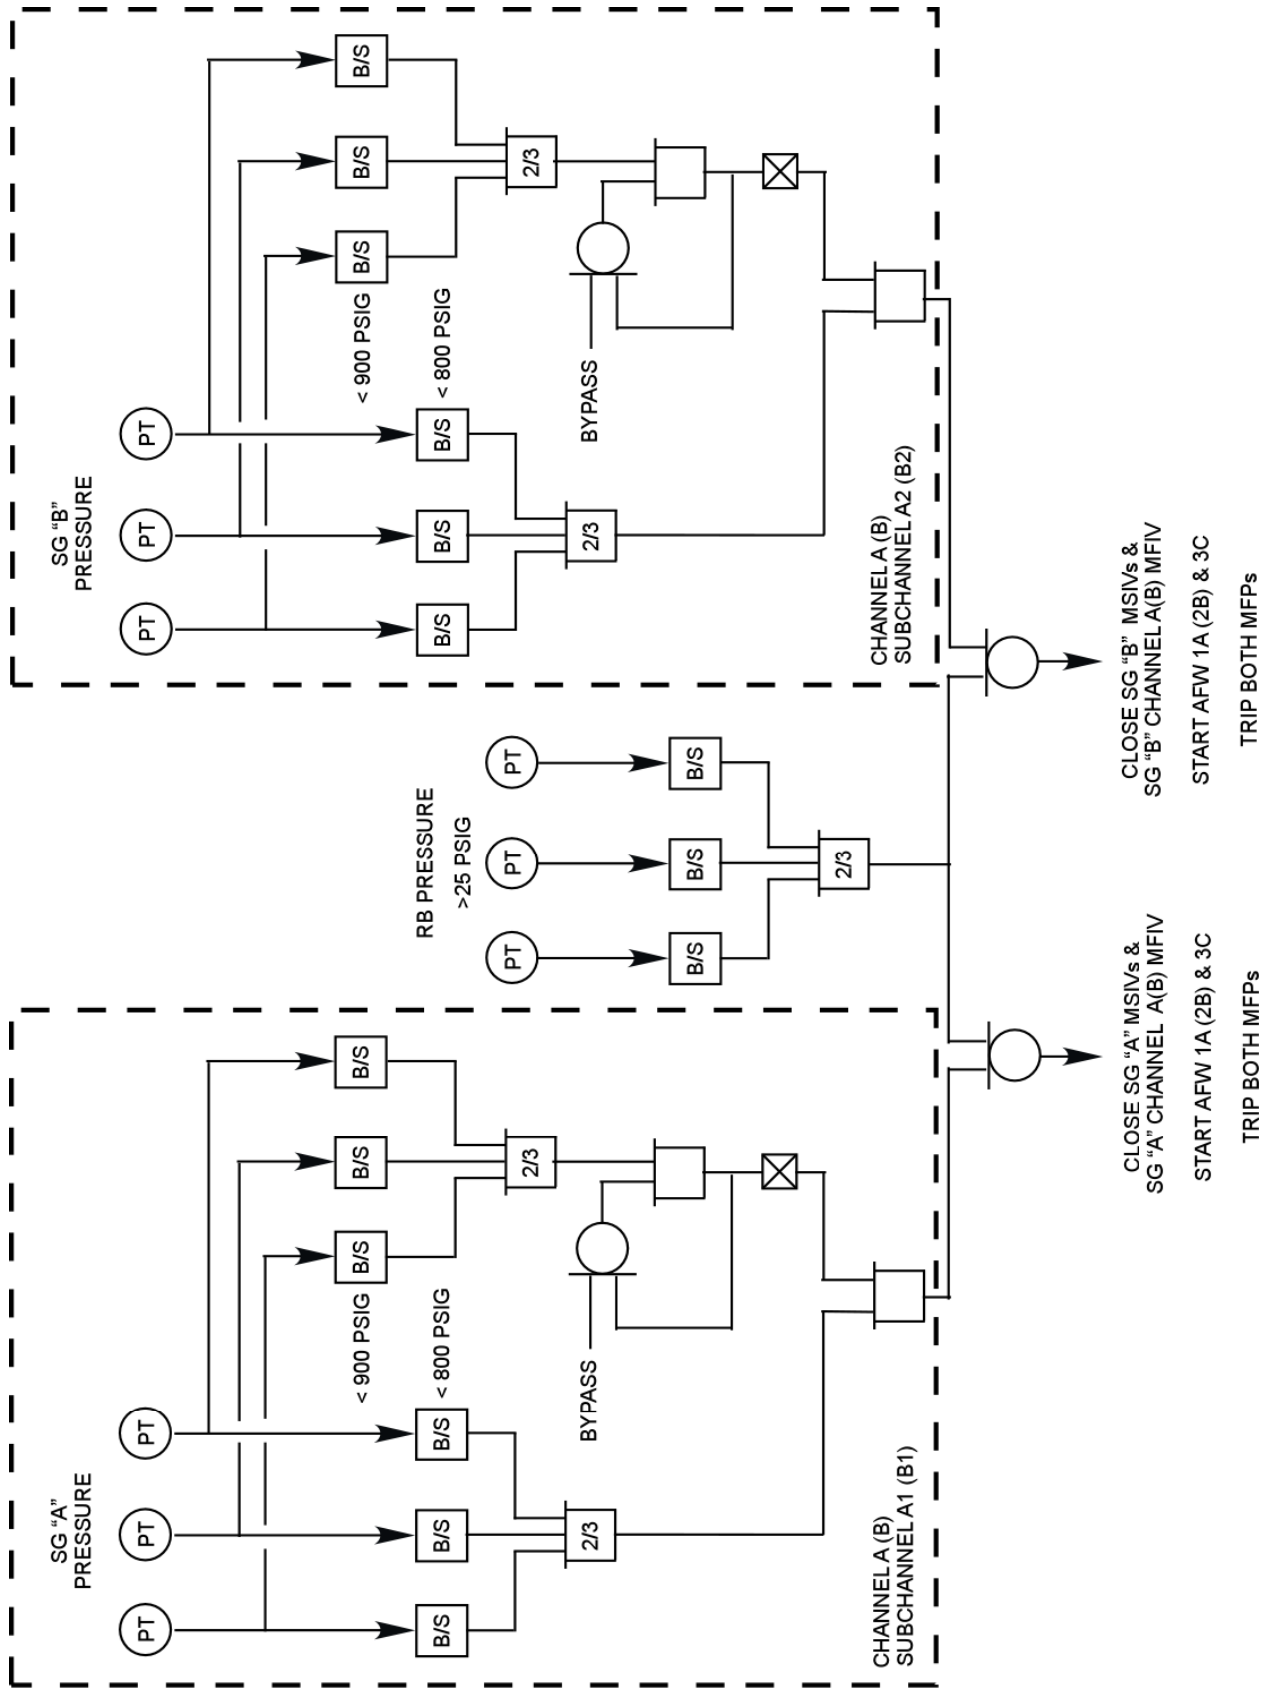 SG “A”
PRESSURE
PT
PT
PT
< 900 PSIG
B/S
B/S
B/S
B/S
B/S
B/S
< 800 PSIG
2/3
2/3
BYPASS
CHANNEL A (B)
SUBCHANNEL A1 (B1)
RB PRESSURE
>25 PSIG
PT
PT
PT
B/S
B/S
B/S
2/3
SG “B”
PRESSURE
PT
PT
PT
< 900 PSIG
B/S
B/S
B/S
B/S
B/S
B/S
< 800 PSIG
2/3
2/3
BYPASS
CHANNEL A (B)
SUBCHANNEL A2 (B2)
CLOSE SG “A” MSIVs &
SG “A” CHANNEL A(B) MFIV
START AFW 1A (2B) & 3C
TRIP BOTH MFPs
CLOSE SG “B” MSIVs &
SG “B” CHANNEL A(B) MFIV
START AFW 1A (2B) & 3C
TRIP BOTH MFPs